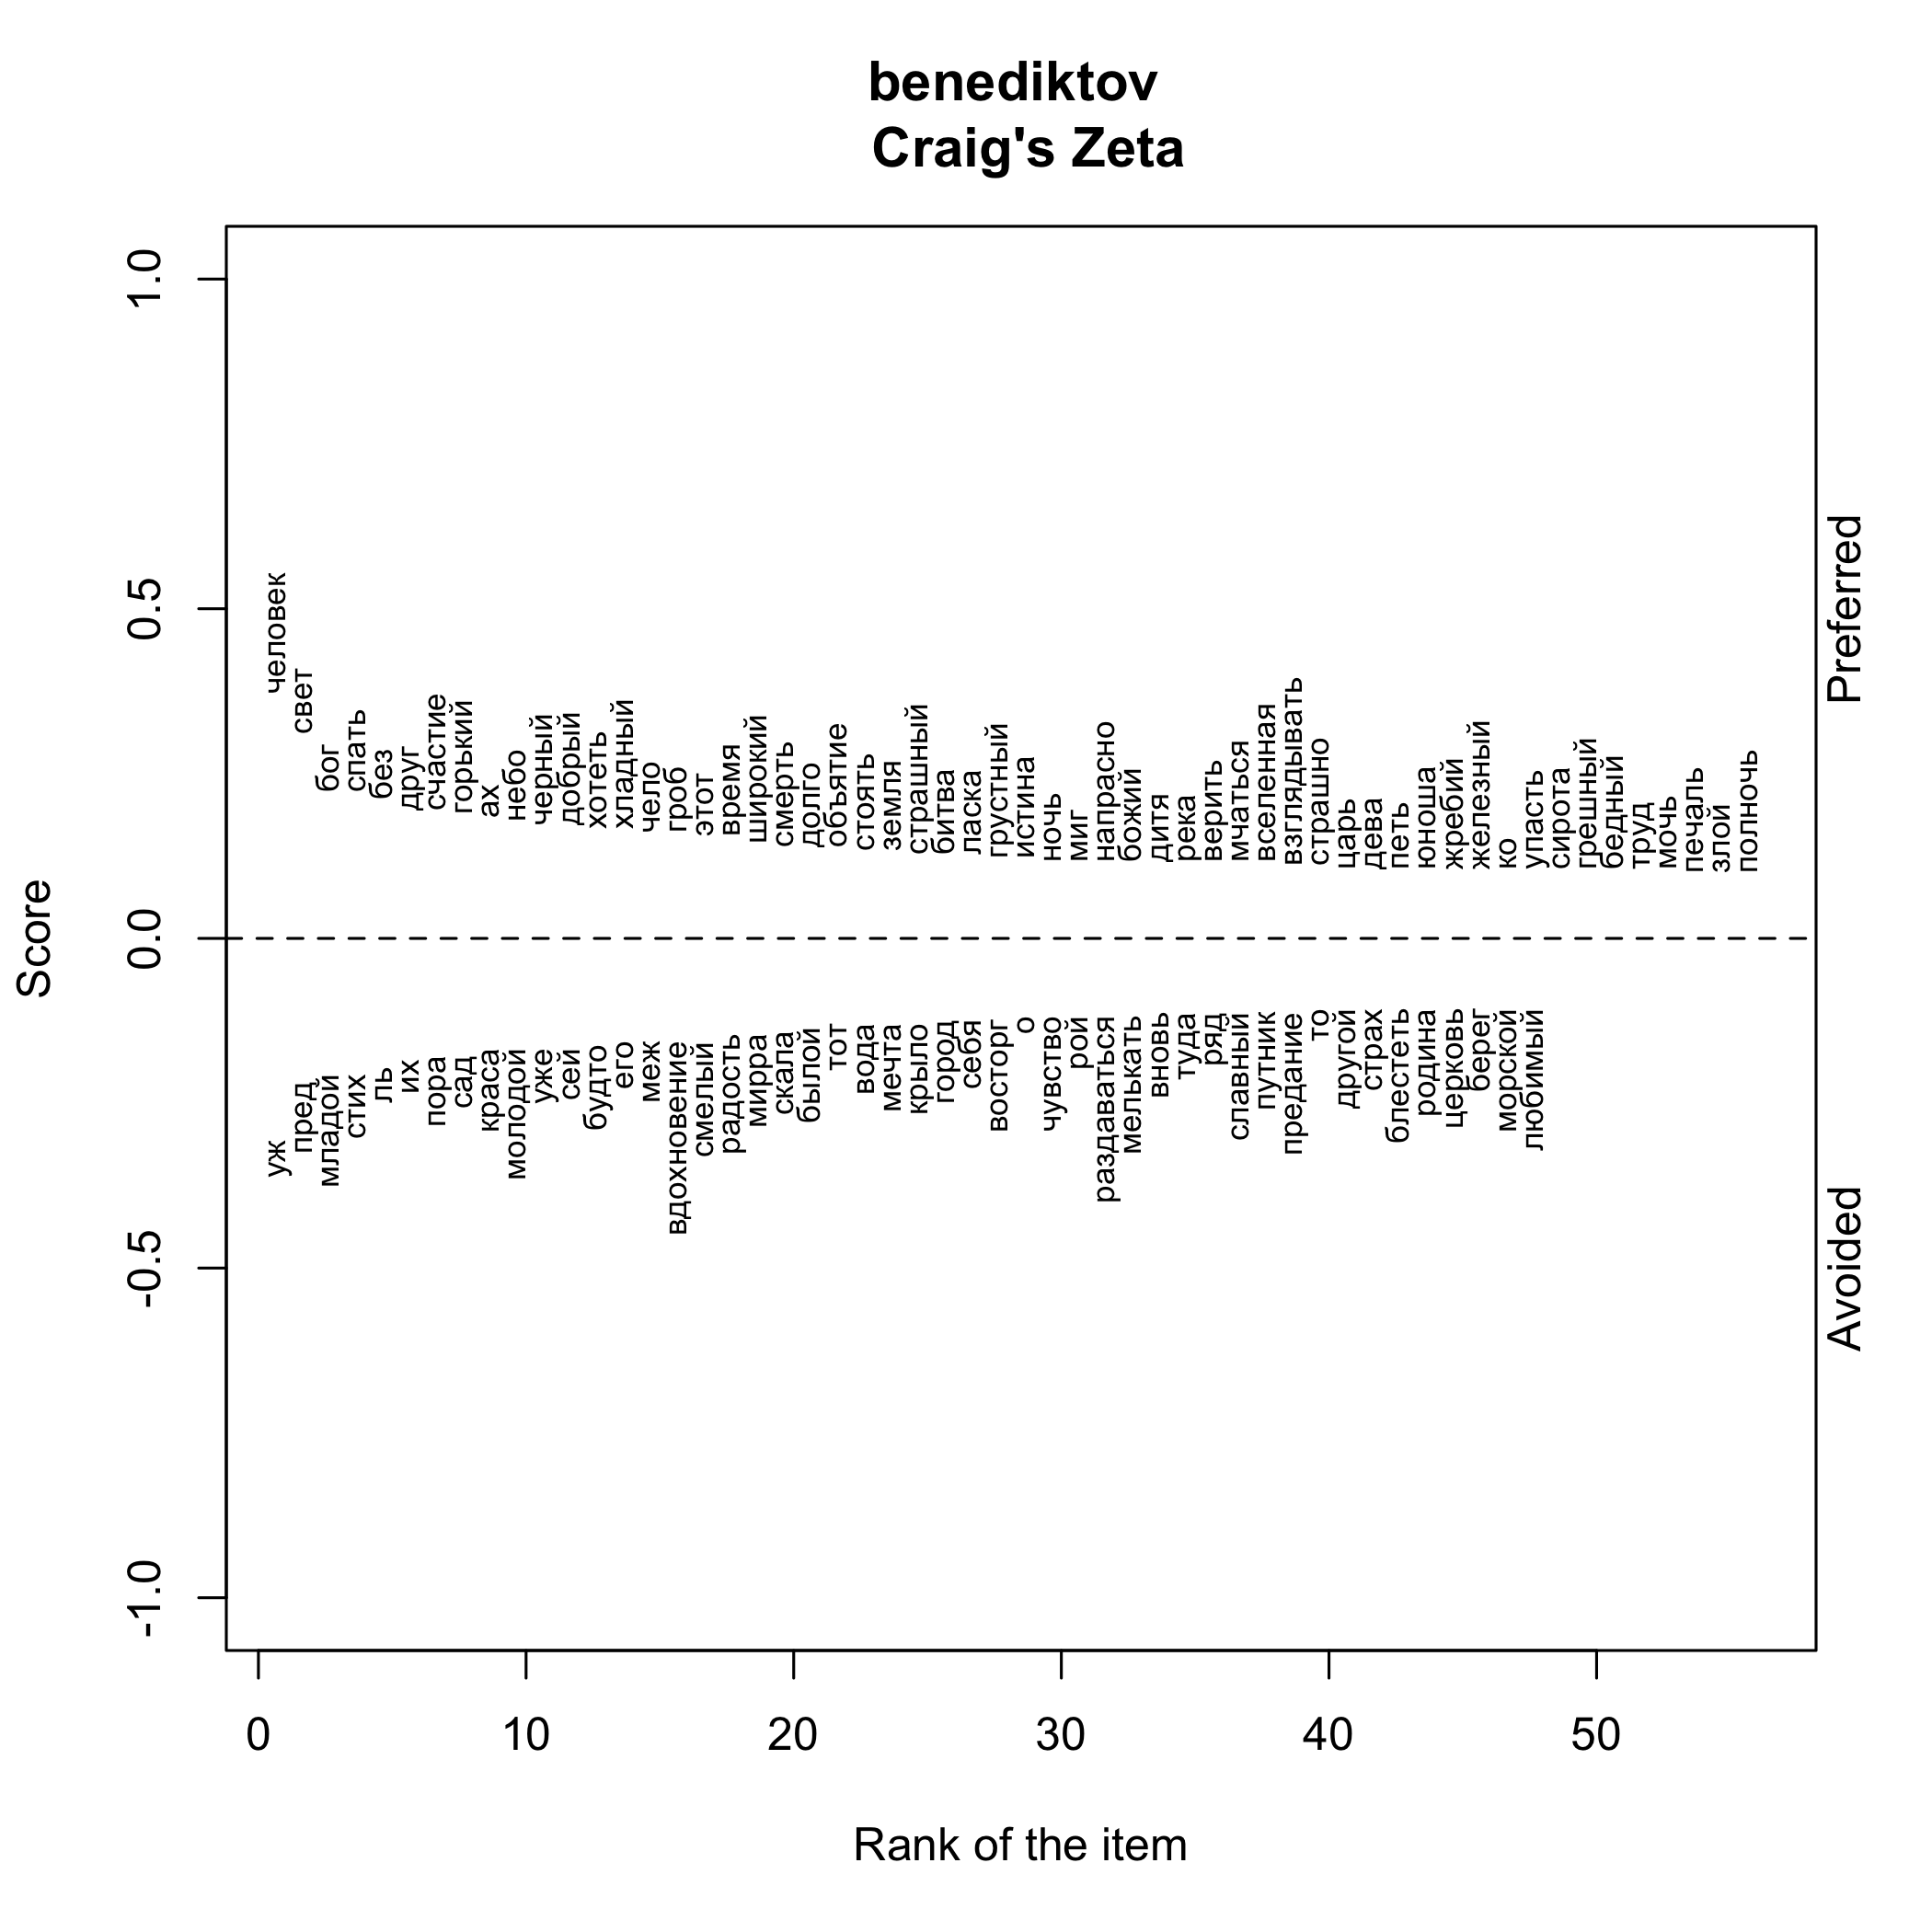 benediktov
Craig's Zeta
Score
1.0
0.5
0.0
-0.5
-1.0
Preferred
Avoided
человек
свет
бог
спать
без
друг
счастие
горький
ах
небо
черный
добрый
хотеть
хладный
чело
гроб
этот
время
широкий
смерть
долго
объятие
стоять
земля
страшный
битва
ласка
грустный
истина
ночь
миг
напрасно
божий
дитя
река
верить
мчаться
вселенная
взглядывать
страшно
царь
дева
петь
юноша
жребий
железный
ко
упасть
сирота
грешный
бедный
труд
мочь
печаль
злой
полночь
уж
пред
младой
стих
ль
их
пора
сад
краса
молодой
уже
сей
будто
его
меж
вдохновение
смелый
радость
мирра
скала
былой
тот
вода
мечта
крыло
город
себя
восторг
о
чувство
рой
раздаваться
мелькать
вновь
туда
ряд
славный
путник
предание
то
другой
страх
блестеть
родина
церковь
берег
морской
любимый
0
10
20
30
40
50
Rank of the item